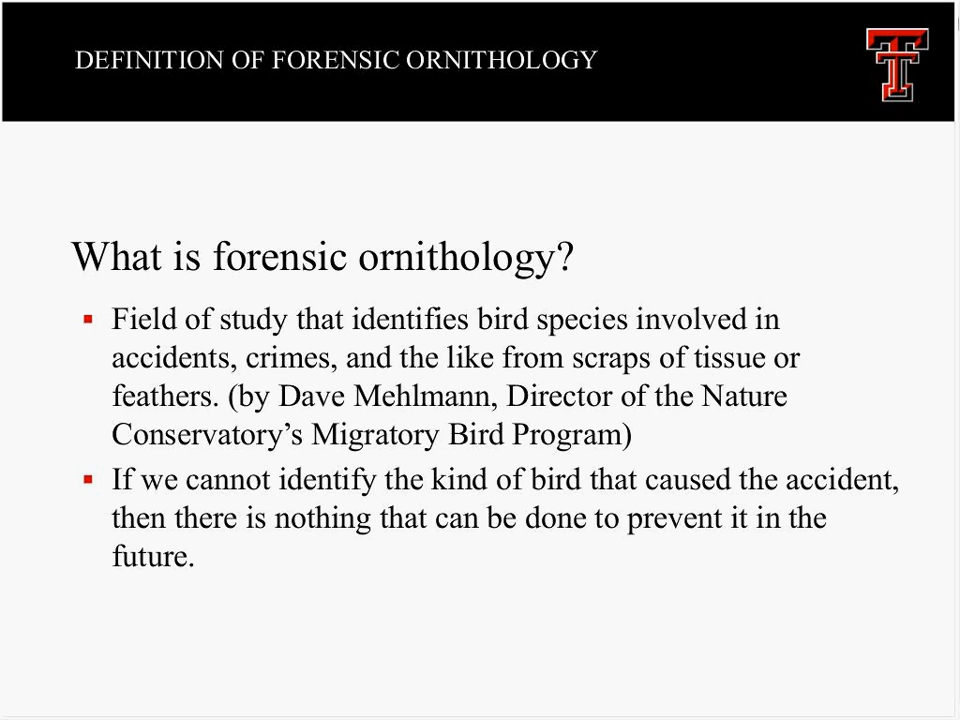 DEFINITION OF FORENSIC ORNITHOLOGY
What is forensic ornithology?
▪ Field of study that identifies bird species involved in
accidents, crimes, and the like from scraps of tissue or
feathers. (by Dave Mehlmann, Director of the Nature
Conservatory’s Migratory Bird Program)
▪ If we cannot identify the kind of bird that caused the accident,
then there is nothing that can be done to prevent it in the
future.